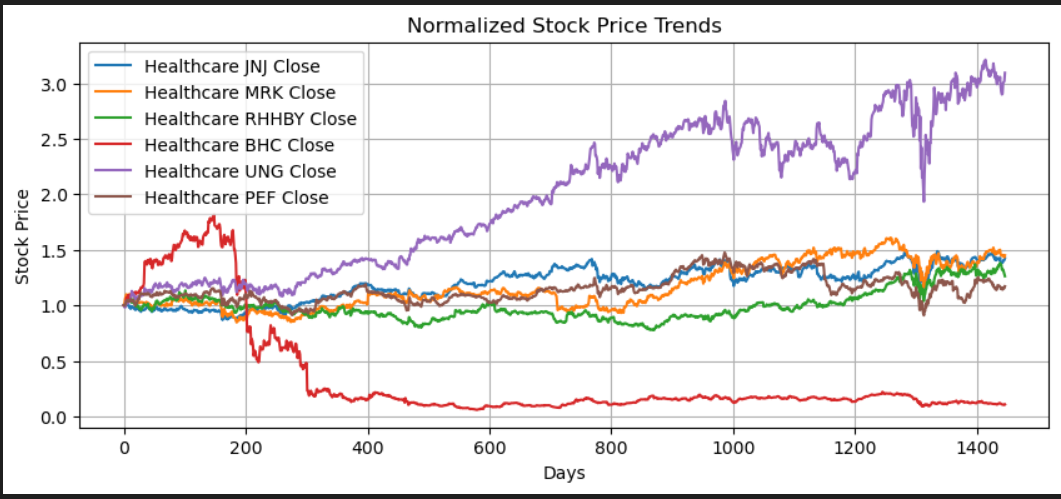 Normalized Stock Price Trends
Healthcare JNJ Close
Healthcare MRK Close
Healthcare RHHBY Close
Healthcare BHC Close
Healthcare UNG Close
Healthcare PEF Close
Stock Price
3.0
2.5
2.0
1.5
1.0
0.5
0.0
0 200 400 600 800 1000 1200 1400
Days